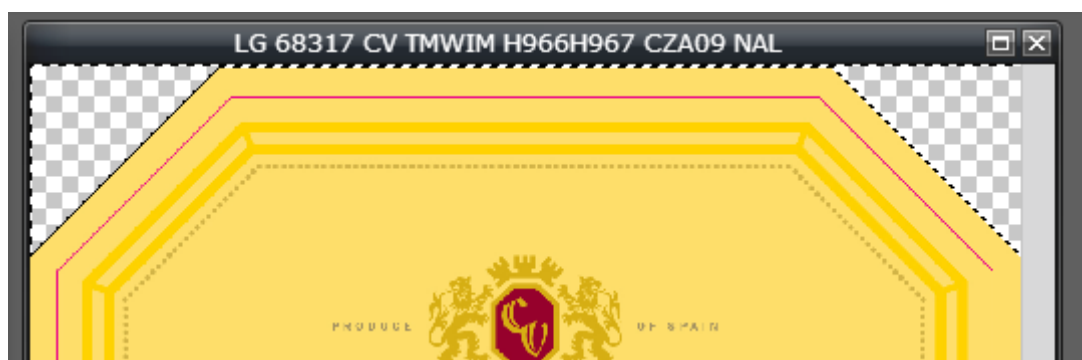 LG 68317 CV TMWIM H966H967 CZA09 NAL
PRODUCE CV OF SPAIN